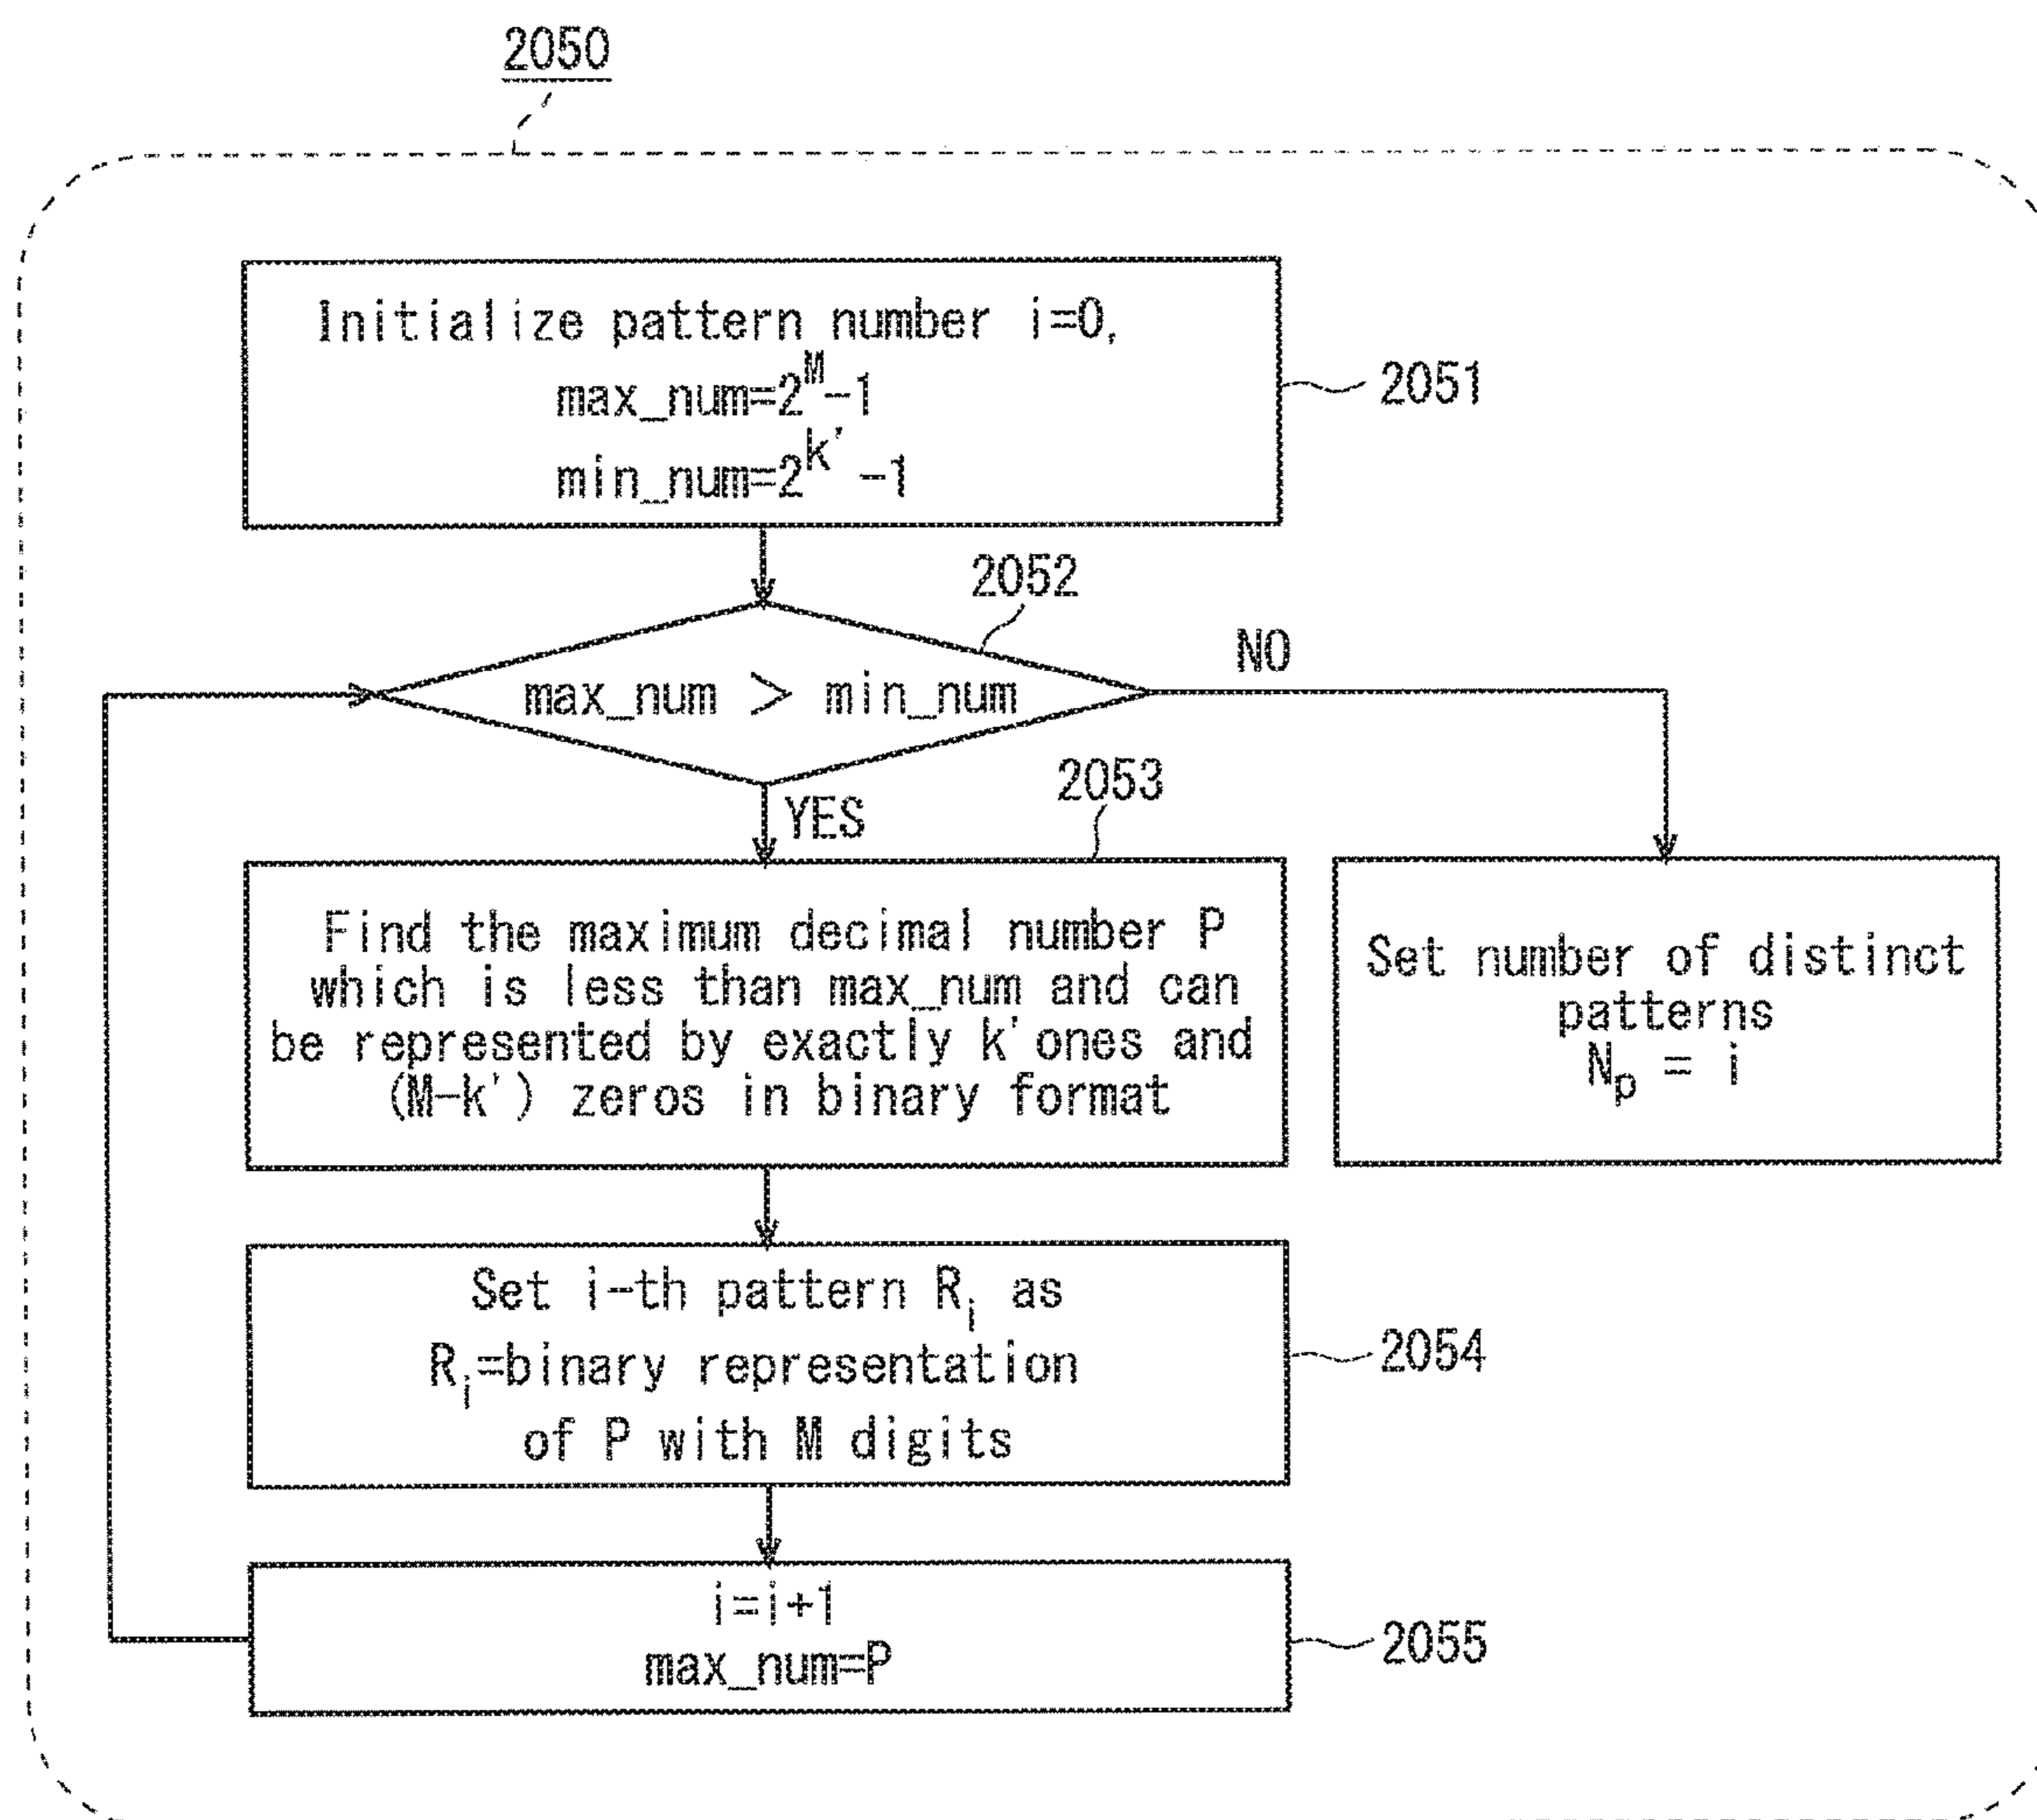 2050
Initialize pattern number i=0,
max_num=2^M-1
min_num=2^k' -1
2051
2052
max_num > min_num
NO
YES
2053
Find the maximum decimal number P
which is less than max_num and can
be represented by exactly k'ones and
(M-k') zeros in binary format
Set number of distinct
patterns
N_p = i
Set i-th pattern R_i as
R_i=binary representation
of P with M digits
2054
i=i+1
max_num=P
2055